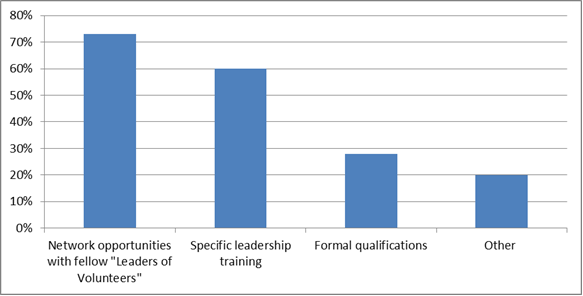 80%
70%
60%
50%
40%
30%
20%
10%
0%
Network opportunities
with fellow "Leaders of
Volunteers"
Specific leadership
training
Formal qualifications
Other